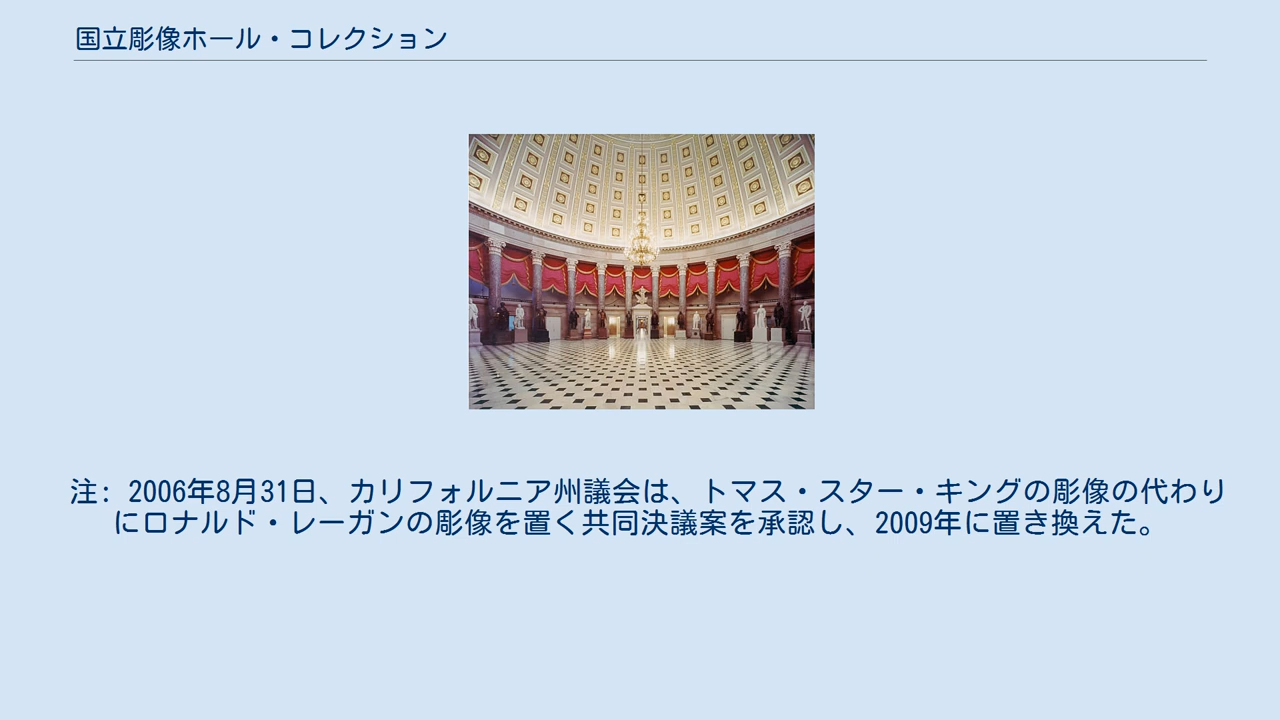 国立彫像ホール・コレクション
注: 2006年8月31日、カリフォルニア州議会は、トマス・スター・キングの彫像の代わり
にロナルド・レーガンの彫像を置く共同決議案を承認し、2009年に置き換えた。